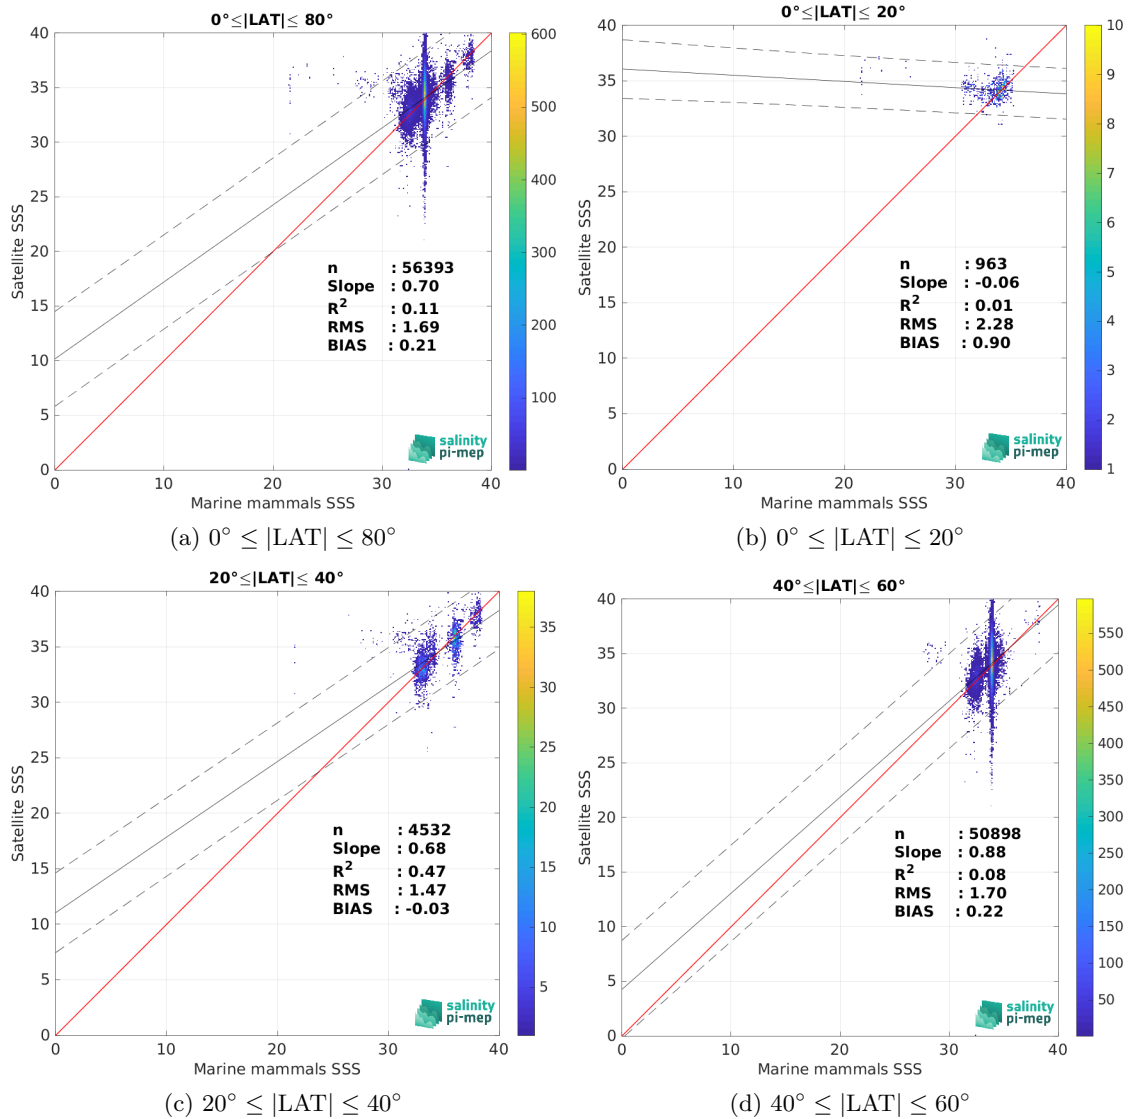 0°≤|LAT|≤ 80°
40
35
30
25
20
15
10
5
0
Satellite SSS
0
10
20
30
40
Marine mammals SSS
n : 56393
Slope : 0.70
R² : 0.11
RMS : 1.69
BIAS : 0.21
salinity
pi-mep
600
500
400
300
200
100
(a) 0° ≤ |LAT| ≤ 80°
0°≤|LAT|≤ 20°
40
35
30
25
20
15
10
5
0
Satellite SSS
0
10
20
30
40
Marine mammals SSS
n : 963
Slope : -0.06
R² : 0.01
RMS : 2.28
BIAS : 0.90
salinity
pi-mep
10
9
8
7
6
5
4
3
2
1
(b) 0° ≤ |LAT| ≤ 20°
20°≤|LAT|≤ 40°
40
35
30
25
20
15
10
5
0
Satellite SSS
0
10
20
30
40
Marine mammals SSS
n : 4532
Slope : 0.68
R² : 0.47
RMS : 1.47
BIAS : -0.03
salinity
pi-mep
35
30
25
20
15
10
5
(c) 20° ≤ |LAT| ≤ 40°
40°≤|LAT|≤ 60°
40
35
30
25
20
15
10
5
0
Satellite SSS
0
10
20
30
40
Marine mammals SSS
n : 50898
Slope : 0.88
R² : 0.08
RMS : 1.70
BIAS : 0.22
salinity
pi-mep
550
500
450
400
350
300
250
200
150
100
50
(d) 40° ≤ |LAT| ≤ 60°